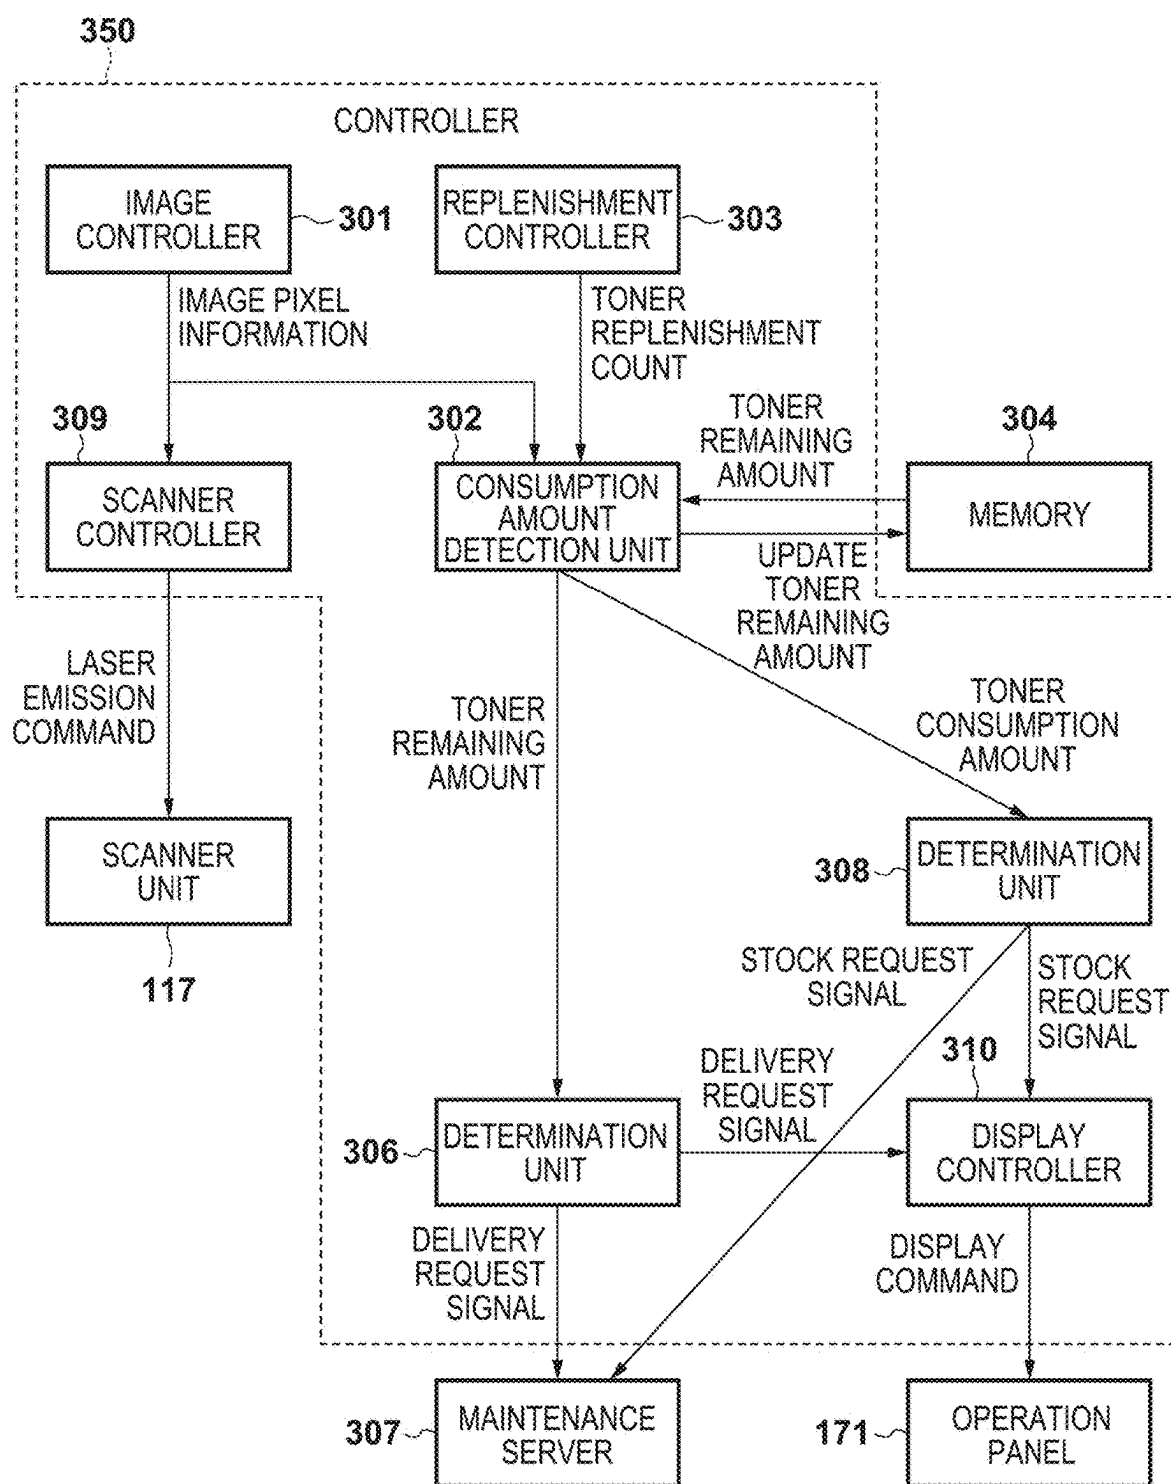 350
CONTROLLER
IMAGE
CONTROLLER
301
REPLENISHMENT
CONTROLLER
303
IMAGE PIXEL
INFORMATION
TONER
REPLENISHMENT
COUNT
309
302
TONER
REMAINING
AMOUNT
304
SCANNER
CONTROLLER
CONSUMPTION
AMOUNT
DETECTION UNIT
MEMORY
UPDATE
TONER
REMAINING
AMOUNT
LASER
EMISSION
COMMAND
TONER
REMAINING
AMOUNT
TONER
CONSUMPTION
AMOUNT
SCANNER
UNIT
117
308
DETERMINATION
UNIT
STOCK REQUEST
SIGNAL
STOCK
REQUEST
SIGNAL
310
DELIVERY
REQUEST
SIGNAL
306
DETERMINATION
UNIT
DISPLAY
CONTROLLER
DELIVERY
REQUEST
SIGNAL
DISPLAY
COMMAND
307
MAINTENANCE
SERVER
171
OPERATION
PANEL